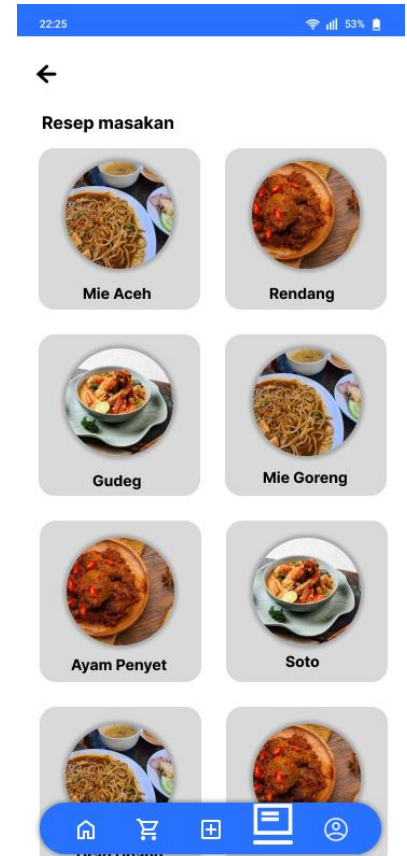 22:25
53%
Resep masakan
Mie Aceh
Rendang
Gudeg
Mie Goreng
Ayam Penyet
Soto